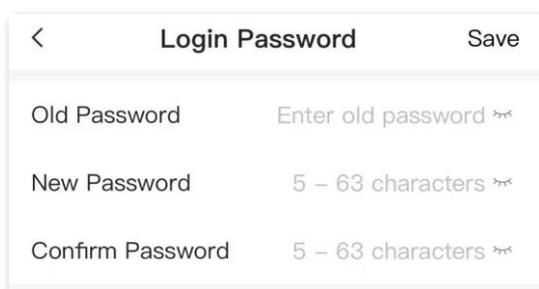 Login Password Save
Old Password Enter old password
New Password 5 – 63 characters
Confirm Password 5 – 63 characters